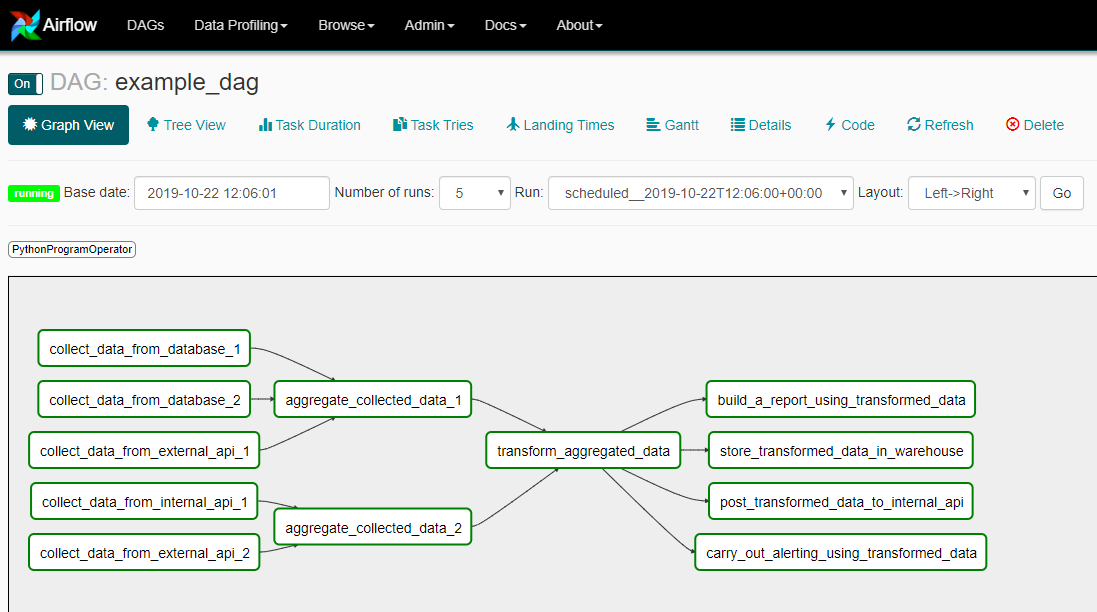 Airflow DAGs Data Profiling Browse Admin Docs About
On DAG: example_dag
Graph View Tree View Task Duration Task Tries Landing Times Gantt Details Code Refresh Delete
running Base date: 2019-10-22 12:06:01 Number of runs: 5 Run: scheduled__2019-10-22T12:06:00+00:00 Layout: Left->Right Go
PythonProgramOperator
collect_data_from_database_1
collect_data_from_database_2
collect_data_from_external_api_1
collect_data_from_internal_api_1
collect_data_from_external_api_2
aggregate_collected_data_1
aggregate_collected_data_2
transform_aggregated_data
build_a_report_using_transformed_data
store_transformed_data_in_warehouse
post_transformed_data_to_internal_api
carry_out_alerting_using_transformed_data